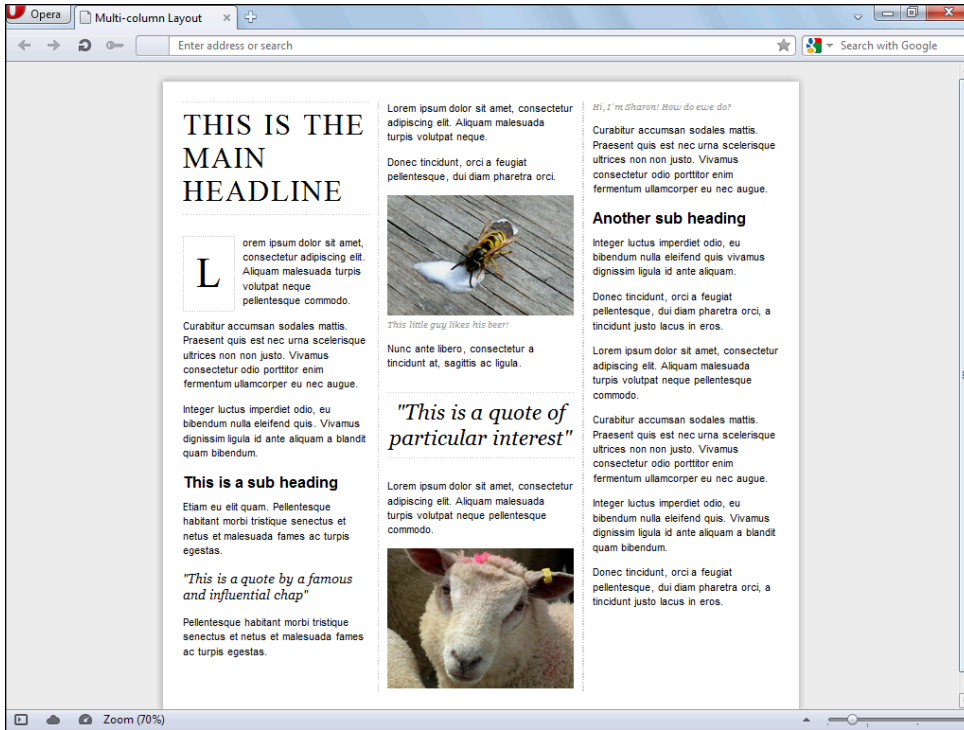 Opera
Multi-column Layout
Enter address or search
Search with Google
THIS IS THE
MAIN
HEADLINE
Lorem ipsum dolor sit amet,
consectetur adipiscing elit.
Aliquam malesuada turpis
volutpat neque
pellentesque commodo.
Curabitur accumsan sodales mattis.
Praesent quis est nec urna scelerisque
ultrices non non justo. Vivamus
consectetur odio porttitor enim
fermentum ullamcorper eu nec augue.
Integer luctus imperdiet odio, eu
bibendum nulla eleifend quis. Vivamus
dignissim ligula id ante aliquam a blandit
quam bibendum.
This is a sub heading
Etiam eu elit quam. Pellentesque
habitant morbi tristique senectus et
netus et malesuada fames ac turpis
egestas.
"This is a quote by a famous
and influential chap"
Pellentesque habitant morbi tristique
senectus et netus et malesuada fames
ac turpis egestas.
Lorem ipsum dolor sit amet, consectetur
adipiscing elit. Aliquam malesuada
turpis volutpat neque.
Donec tincidunt, orci a feugiat
pellentesque, dui diam pharetra orci.
This little guy likes his beer!
Nunc ante libero, consectetur a
tincidunt at, sagittis ac ligula.
"This is a quote of
particular interest"
Lorem ipsum dolor sit amet, consectetur
adipiscing elit. Aliquam malesuada
turpis volutpat neque pellentesque
commodo.
Hi, I'm Sharon! How do ewe do?
Curabitur accumsan sodales mattis.
Praesent quis est nec urna scelerisque
ultrices non non justo. Vivamus
consectetur odio porttitor enim
fermentum ullamcorper eu nec augue.
Another sub heading
Integer luctus imperdiet odio, eu
bibendum nulla eleifend quis vivamus
dignissim ligula id ante aliquam.
Donec tincidunt, orci a feugiat
pellentesque, dui diam pharetra orci, a
tincidunt justo lacus in eros.
Lorem ipsum dolor sit amet, consectetur
adipiscing elit. Aliquam malesuada
turpis volutpat neque pellentesque
commodo.
Curabitur accumsan sodales mattis.
Praesent quis est nec urna scelerisque
ultrices non non justo. Vivamus
consectetur odio porttitor enim
fermentum ullamcorper eu nec augue.
Integer luctus imperdiet odio, eu
bibendum nulla eleifend quis. Vivamus
dignissim ligula id ante aliquam a blandit
quam bibendum.
Donec tincidunt, orci a feugiat
pellentesque, dui diam pharetra orci, a
tincidunt justo lacus in eros.
Zoom (70%)